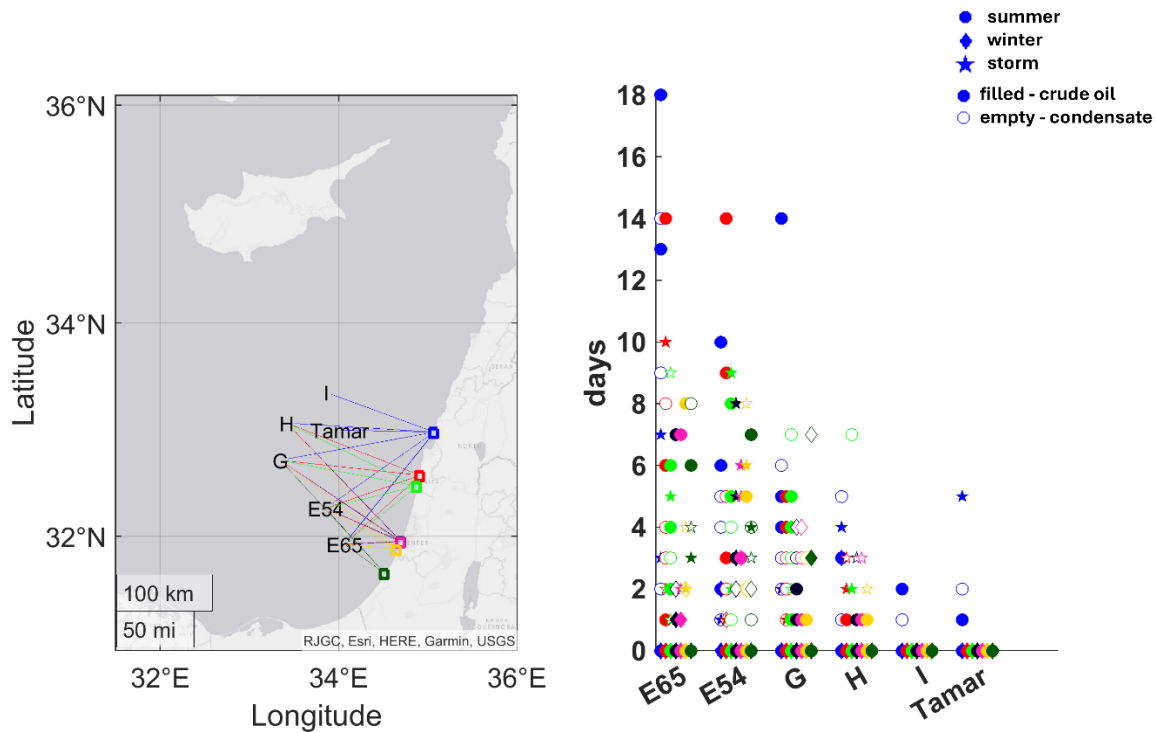 summer
winter
storm
filled - crude oil
empty - condensate
36°N
34°N
32°N
Latitude
I
H
Tamar
G
E54
E65
100 km
50 mi
RJGC, Esri, HERE, Garmin, USGS
32°E
34°E
36°E
Longitude
18
16
14
12
10
8
6
4
2
0
days
E65
E54
G
H
I
Tamar